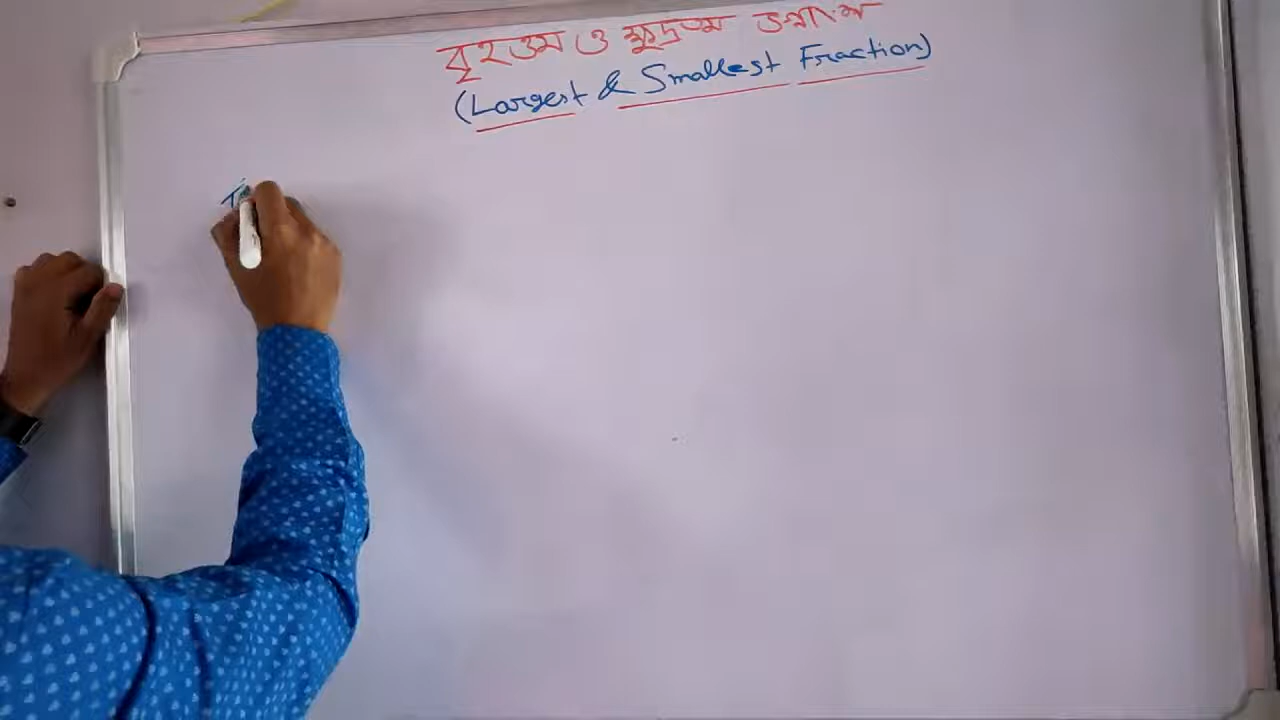 বৃহত্তম ও ক্ষুদ্রতম ভগ্নাংশ
(Largest & Smallest Fraction)